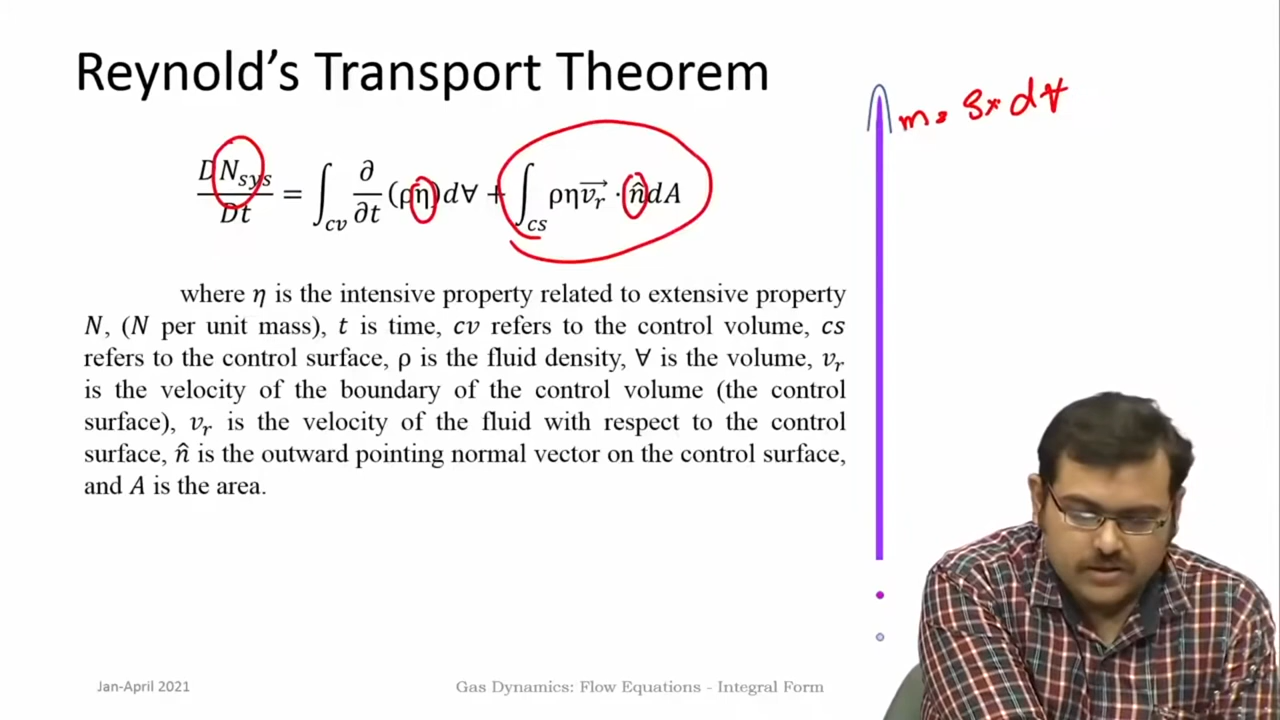 Reynold's Transport Theorem
m = ρ × d∀
DN_sys/Dt = ∫_cv ∂/∂t (ρη)d∀ + ∫_cs ρηv⃗_r · n̂dA
where η is the intensive property related to extensive property
N, (N per unit mass), t is time, cv refers to the control volume, cs
refers to the control surface, ρ is the fluid density, ∀ is the volume, v_r
is the velocity of the boundary of the control volume (the control
surface), v_r is the velocity of the fluid with respect to the control
surface, n̂ is the outward pointing normal vector on the control surface,
and A is the area.
Jan-April 2021
Gas Dynamics: Flow Equations - Integral Form